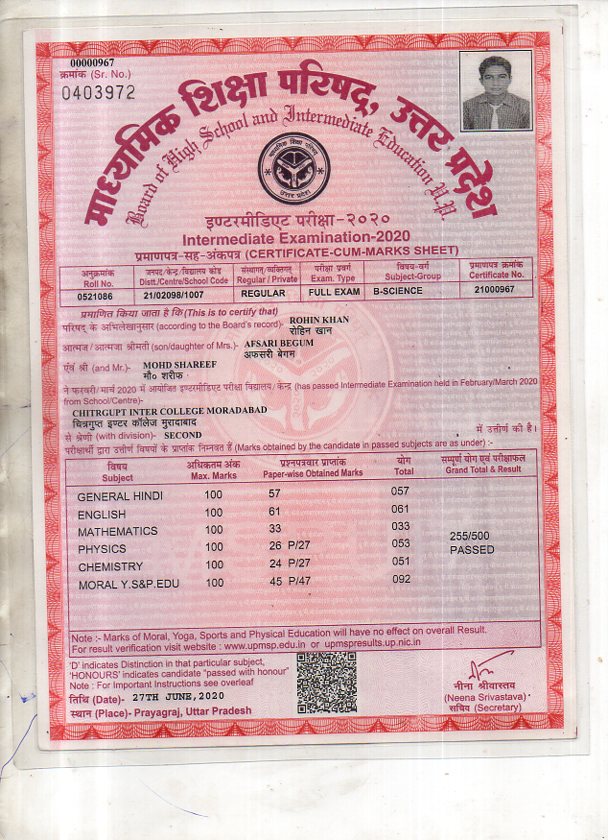 00000967
क्रमांक (Sr. No.)
0403972
माध्यमिक शिक्षा परिषद, उत्तर प्रदेश
Board of High School and Intermediate Education U.P.
माध्यमिक शिक्षा परिषद
उत्तर प्रदेश
इण्टरमीडिएट परीक्षा-२०२०
Intermediate Examination-2020
प्रमाणपत्र-सह-अंकपत्र (CERTIFICATE-CUM-MARKS SHEET)
अनुक्रमांक जनपद/केन्द्र/विद्यालय कोड संस्थागत/व्यक्तिगत परीक्षा प्रवर्ग विषय-वर्ग प्रमाणपत्र क्रमांक
Roll No. Distt./Centre/School Code Regular / Private Exam. Type Subject-Group Certificate No.
0521086 21/02098/1007 REGULAR FULL EXAM B-SCIENCE 21000967
प्रमाणित किया जाता है कि (This is to certify that)
परिषद के अभिलेखानुसार (according to the Board's record)- ROHIN KHAN
रोहिन खान
आत्मज / आत्मजा श्रीमती (son/daughter of Mrs.)- AFSARI BEGUM
अफसरी बेगम
एवं श्री (and Mr.)- MOHD SHAREEF
मौ० शरीफ
ने फरवरी/मार्च 2020 में आयोजित इण्टरमीडिएट परीक्षा विद्यालय/केन्द्र (has passed Intermediate Examination held in February/March 2020
from School/Centre)-
CHITRGUPT INTER COLLEGE MORADABAD
चित्रगुप्त इण्टर कॉलेज मुरादाबाद
से श्रेणी (with division)- SECOND में उत्तीर्ण की है।
परीक्षार्थी द्वारा उत्तीर्ण विषयों के प्राप्तांक निम्नवत हैं (Marks obtained by the candidate in passed subjects are as under) :-
विषय अधिकतम अंक प्रश्नपत्रवार प्राप्तांक योग सम्पूर्ण योग एवं परीक्षाफल
Subject Max. Marks Paper-wise Obtained Marks Total Grand Total & Result
GENERAL HINDI 100 57 057
ENGLISH 100 61 061
MATHEMATICS 100 33 033
PHYSICS 100 26 P/27 053
CHEMISTRY 100 24 P/27 051
MORAL Y.S&P.EDU 100 45 P/47 092
255/500
PASSED
Note :- Marks of Moral, Yoga, Sports and Physical Education will have no effect on overall Result.
For result verification visit website : www.upmsp.edu.in or upmspresults.up.nic.in
'D' indicates Distinction in that particular subject,
'HONOURS' indicates candidate "passed with honour"
Note : For Important Instructions see overleaf
तिथि (Date)- 27TH JUNE,2020
स्थान (Place)- Prayagraj, Uttar Pradesh
नीना श्रीवास्तव
(Neena Srivastava)
सचिव (Secretary)